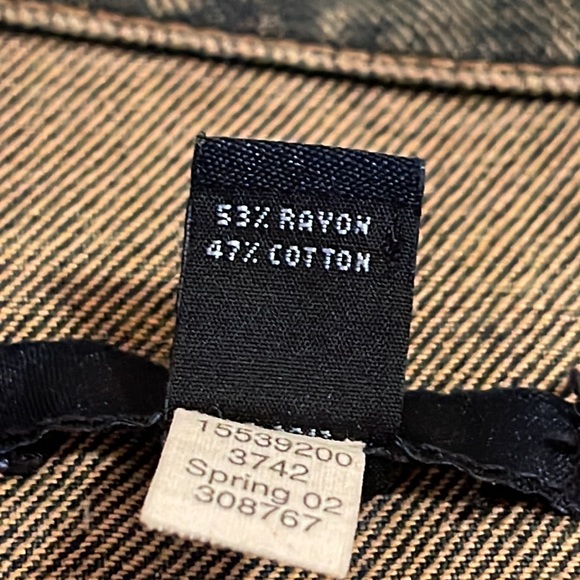 53% RAYON
47% COTTON
15539200
3742
Spring 02
308767